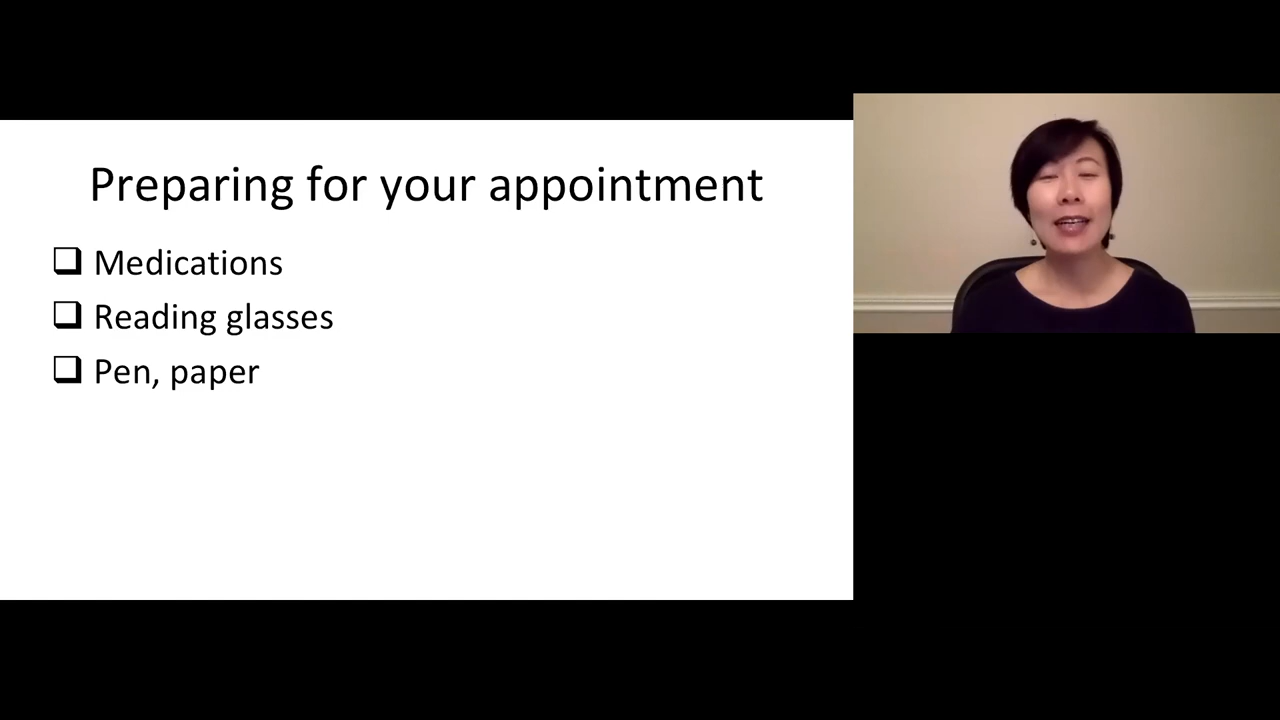 Preparing for your appointment
❑ Medications
❑ Reading glasses
❑ Pen, paper